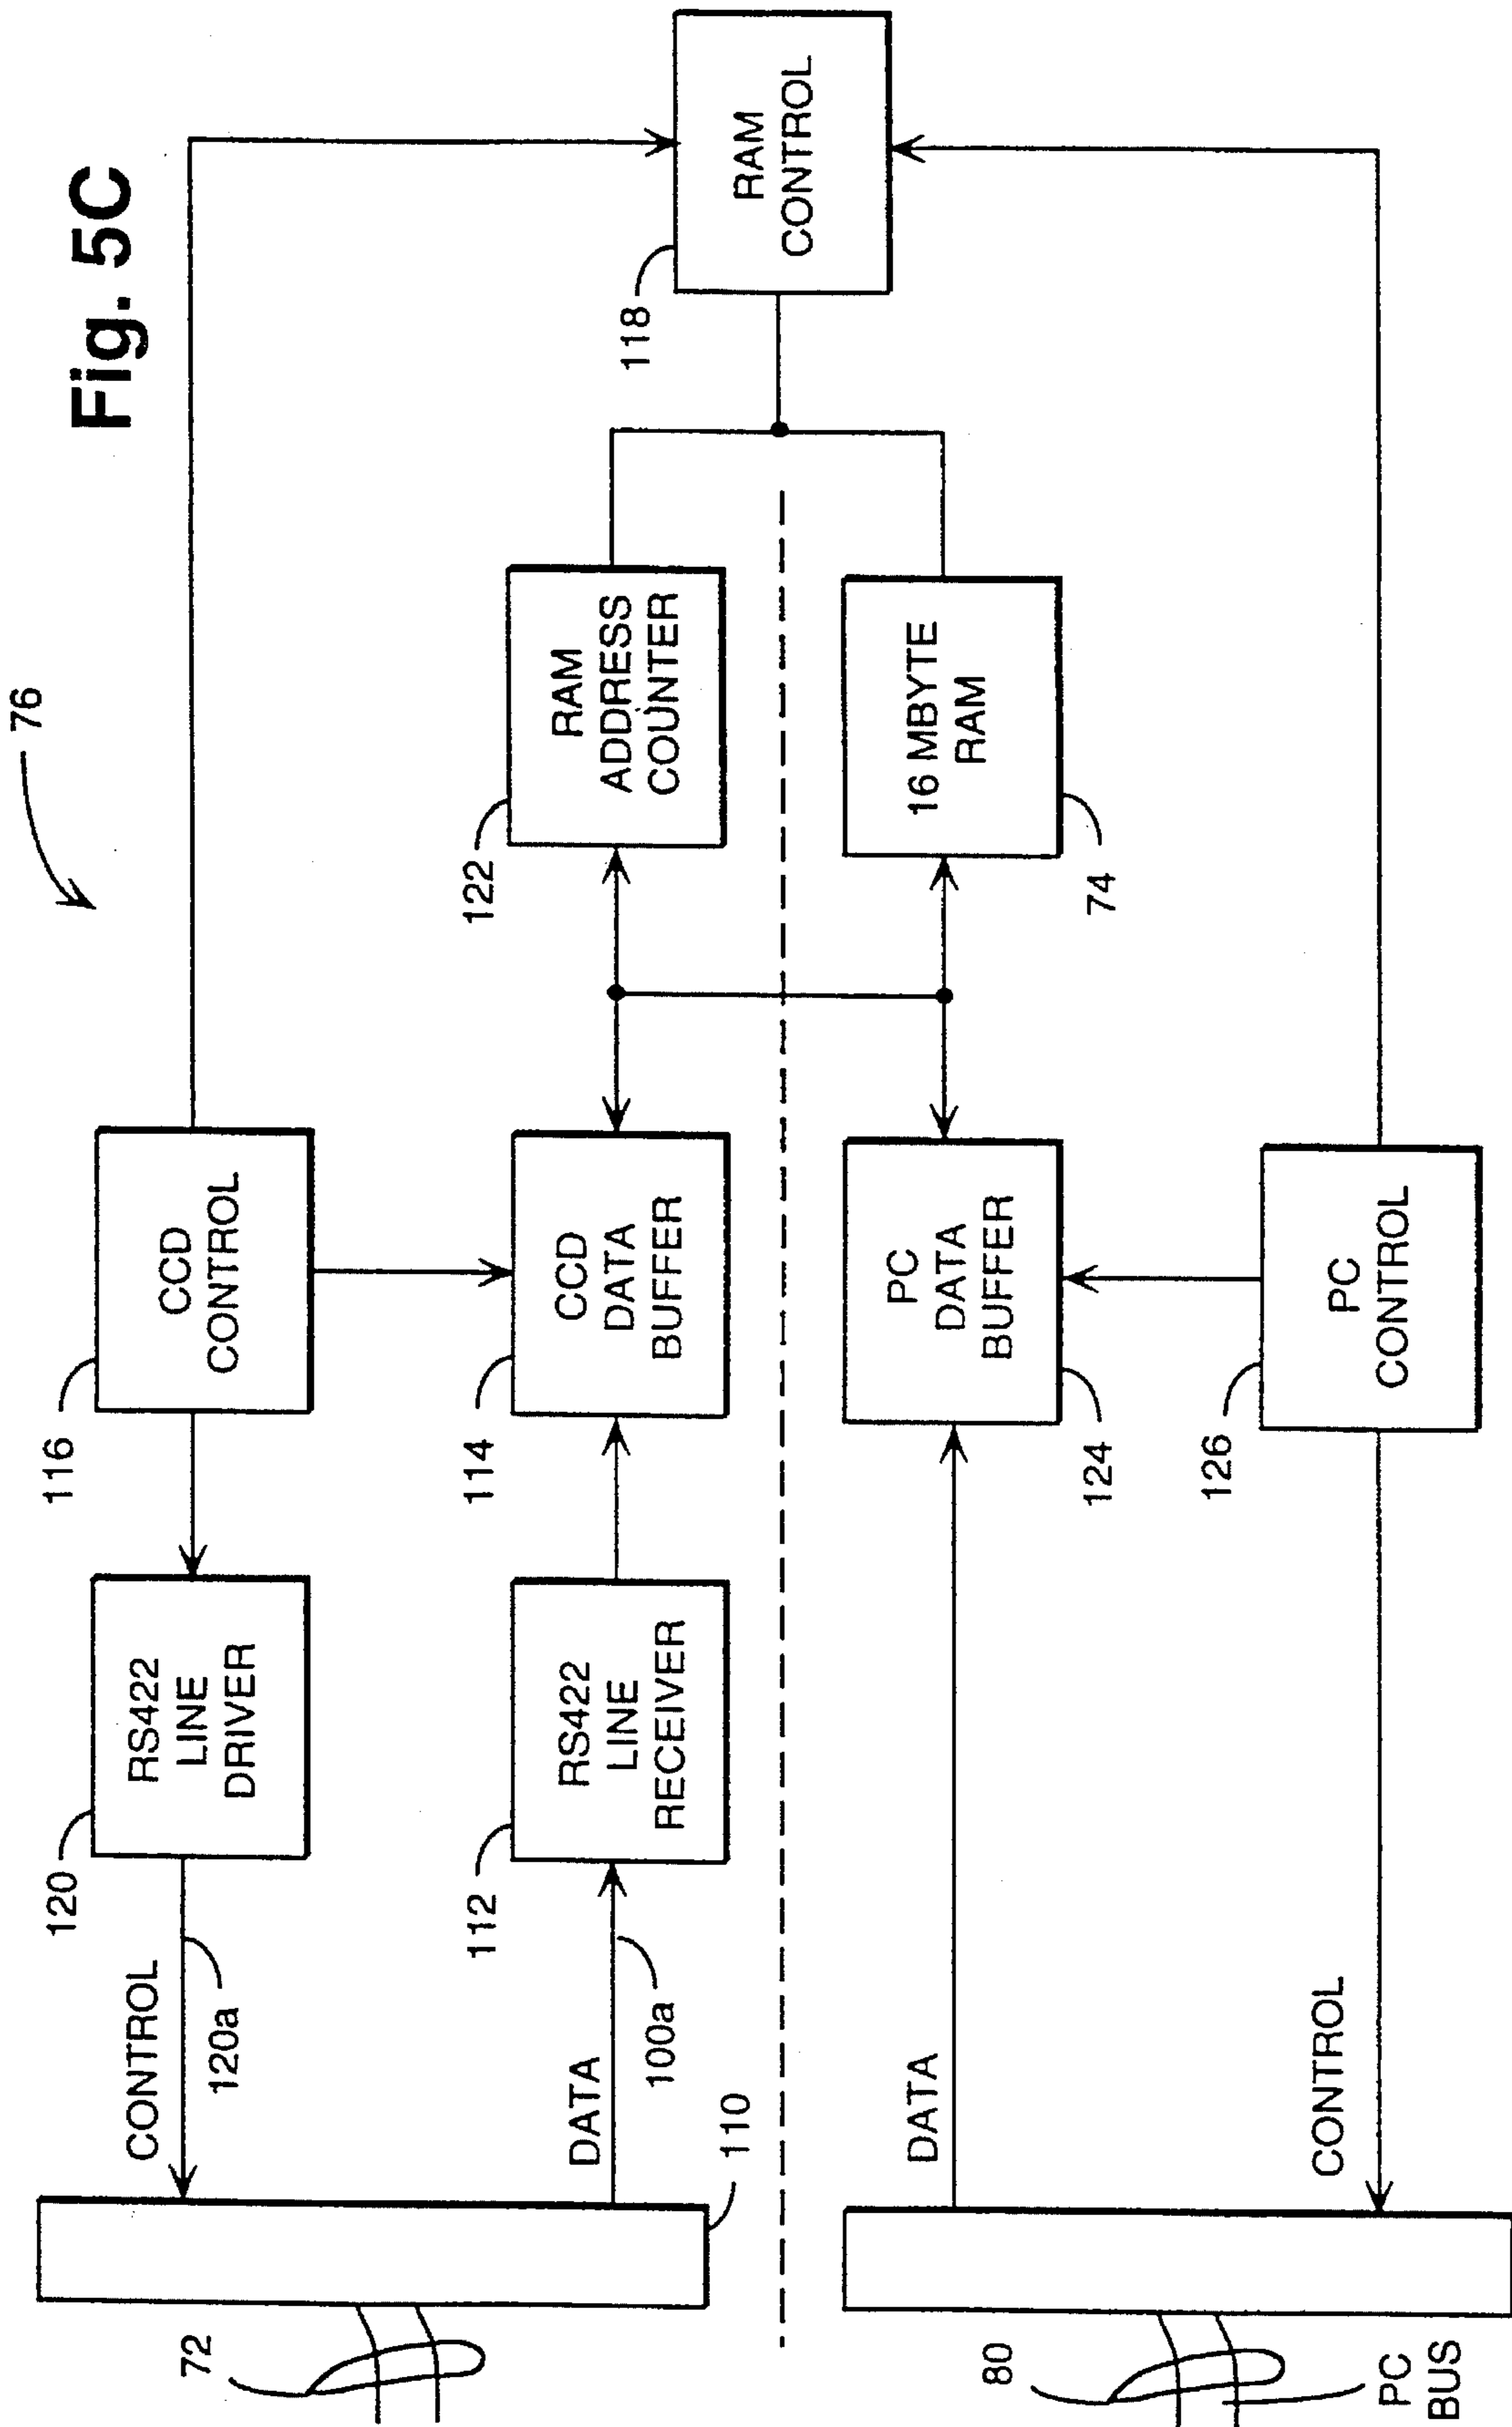 Fig. 5C
76
116
CCD
CONTROL
120
RS422
LINE
DRIVER
CONTROL
120a
118
RAM
CONTROL
122
RAM
ADDRESS
COUNTER
114
CCD
DATA
BUFFER
112
RS422
LINE
RECEIVER
DATA
100a
110
72
16 MBYTE
RAM
74
PC
DATA
BUFFER
124
DATA
126
PC
CONTROL
CONTROL
80
PC
BUS